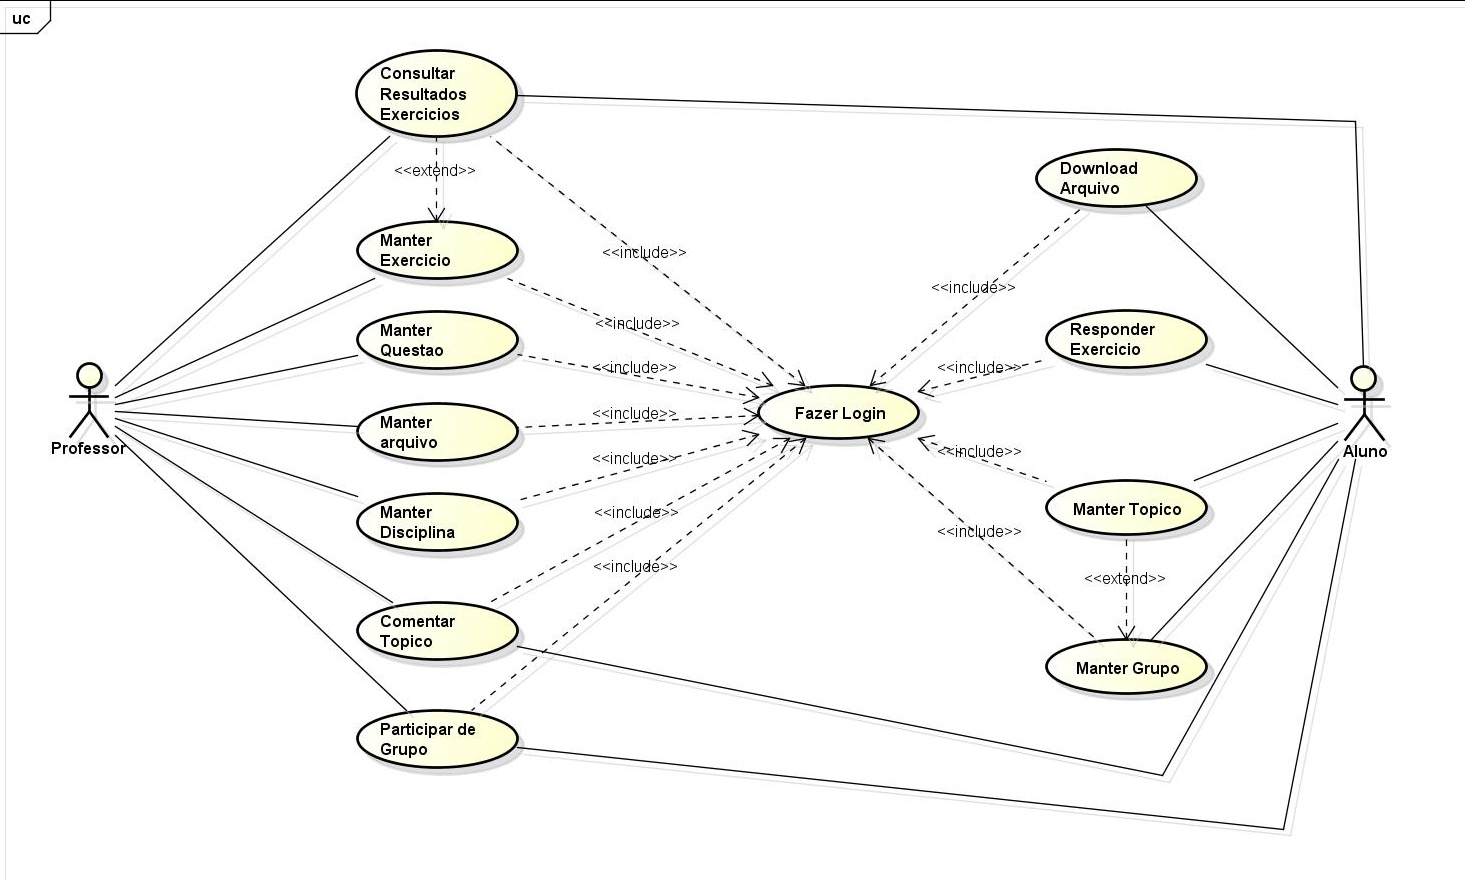 uc
Consultar
Resultados
Exercicios
<<extend>>
Download
Arquivo
Manter
Exercicio
<<include>>
<<include>>
<<include>>
Manter
Questao
Responder
Exercicio
<<include>>
<<include>>
Professor
Manter
arquivo
<<include>>
Fazer Login
Aluno
<<include>>
<<include>>
Manter
Disciplina
<<include>>
Manter Topico
<<include>>
<<include>>
<<extend>>
Comentar
Topico
Manter Grupo
Participar de
Grupo